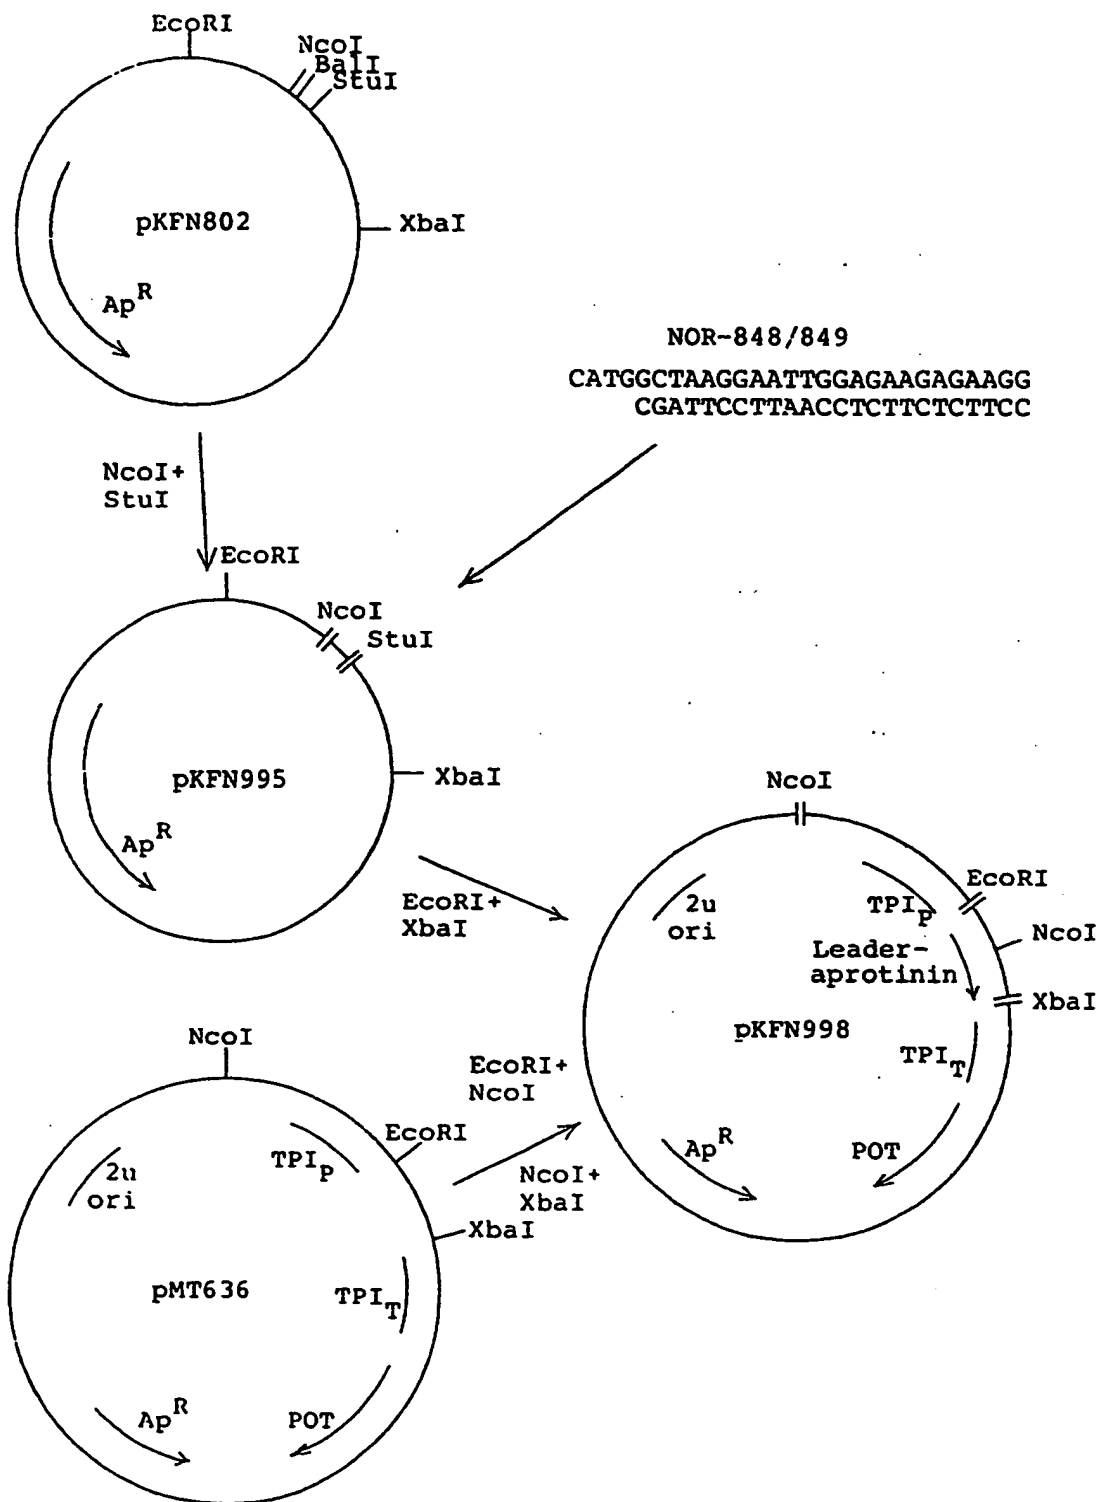 EcoRI
NcoI
BalI
StuI
pKFN802
XbaI
Ap^R
NOR-848/849
CATGGCTAAGGAATTGGAGAAGAGAAGG
CGATTCCTTAACCTCTTCTCTTCC
NcoI+
StuI
EcoRI
NcoI
StuI
pKFN995
XbaI
Ap^R
EcoRI+
XbaI
NcoI
2u
ori
TPI_P
EcoRI
NcoI
Leader-
aprotinin
XbaI
pKFN998
TPI_T
Ap^R
POT
NcoI
EcoRI+
NcoI
EcoRI
TPI_P
2u
ori
NcoI+
XbaI
XbaI
pMT636
TPI_T
Ap^R
POT